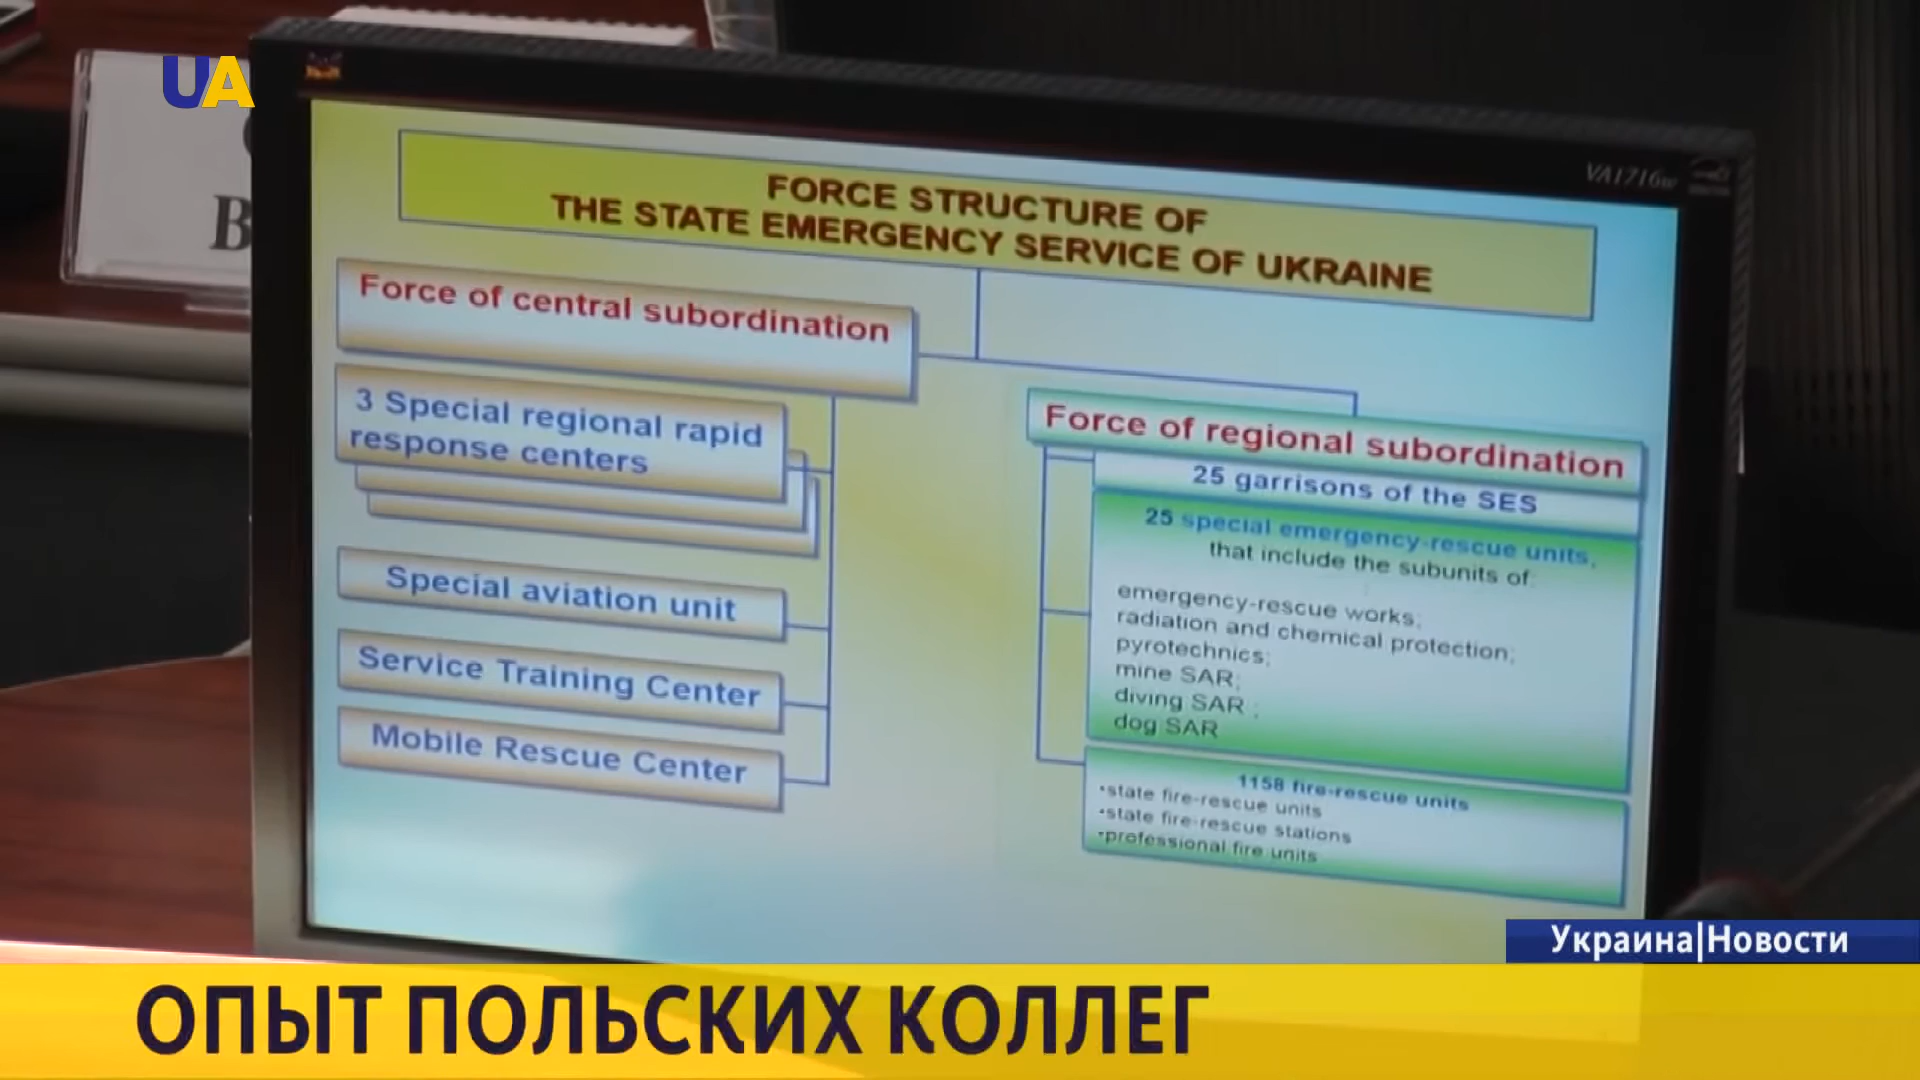 UA
В
VA1716w
FORCE STRUCTURE OF
THE STATE EMERGENCY SERVICE OF UKRAINE
Force of central subordination
3 Special regional rapid
response centers
Special aviation unit
Service Training Center
Mobile Rescue Center
Force of regional subordination
25 garrisons of the SES
25 special emergency-rescue units,
that include the subunits of:
emergency-rescue works;
radiation and chemical protection;
pyrotechnics;
mine SAR;
diving SAR ;
dog SAR
1158 fire-rescue units
•state fire-rescue units
•state fire-rescue stations
•professional fire units
Украина|Новости
ОПЫТ ПОЛЬСКИХ КОЛЛЕГ